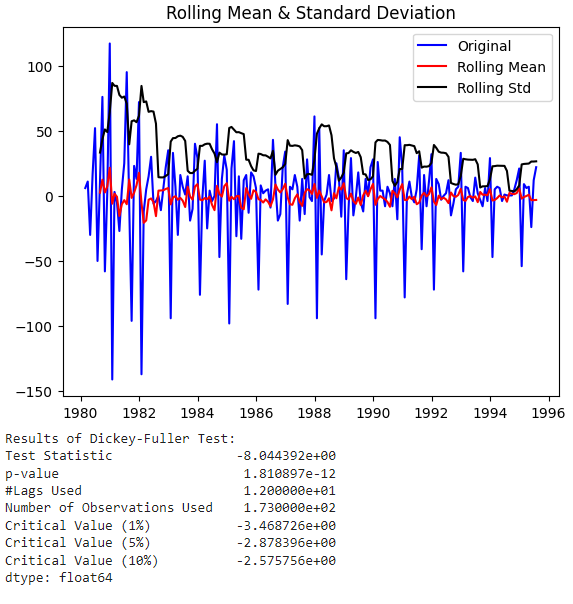 Rolling Mean & Standard Deviation
Original
Rolling Mean
Rolling Std
100
50
0
−50
−100
−150
1980 1982 1984 1986 1988 1990 1992 1994 1996
Results of Dickey-Fuller Test:
Test Statistic -8.044392e+00
p-value 1.810897e-12
#Lags Used 1.200000e+01
Number of Observations Used 1.730000e+02
Critical Value (1%) -3.468726e+00
Critical Value (5%) -2.878396e+00
Critical Value (10%) -2.575756e+00
dtype: float64